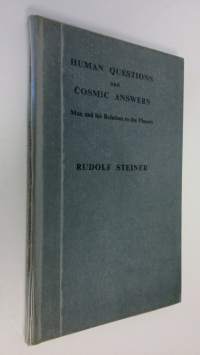 HUMAN QUESTIONS
AND
COSMIC ANSWERS
Man and his Relation to the Planets
RUDOLF STEINER